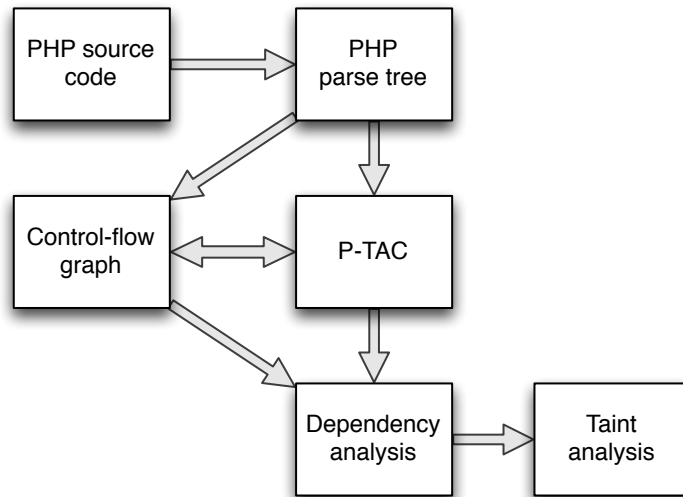 PHP source
code
PHP
parse tree
Control-flow
graph
P-TAC
Dependency
analysis
Taint
analysis